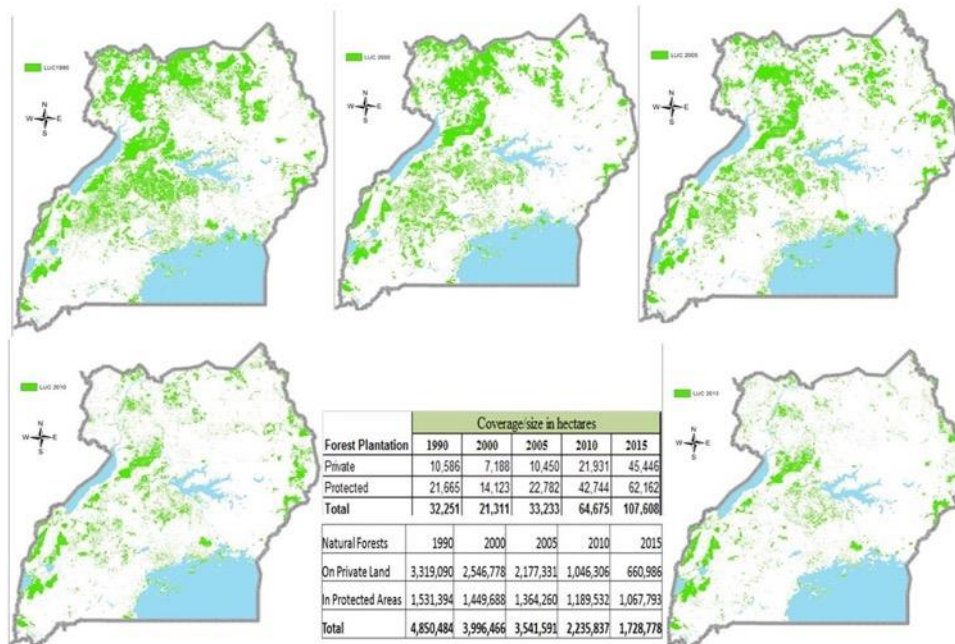 LUC1990
N
W E
S
LUC 2000
N
W E
S
LUC 2005
N
W E
S
LUC 2010
N
W E
S
Coverage/size in hectares
Forest Plantation 1990 2000 2005 2010 2015
Private 10,586 7,188 10,450 21,931 45,446
Protected 21,665 14,123 22,782 42,744 62,162
Total 32,251 21,311 33,233 64,675 107,608
Natural Forests 1990 2000 2005 2010 2015
On Private Land 3,319,090 2,546,778 2,177,331 1,046,306 660,986
In Protected Areas 1,531,394 1,449,688 1,364,260 1,189,532 1,067,793
Total 4,850,484 3,996,466 3,541,591 2,235,837 1,728,778
N
W E
S